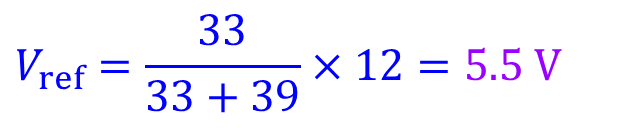 V_ref = 33 / (33 + 39) × 12 = 5.5 V